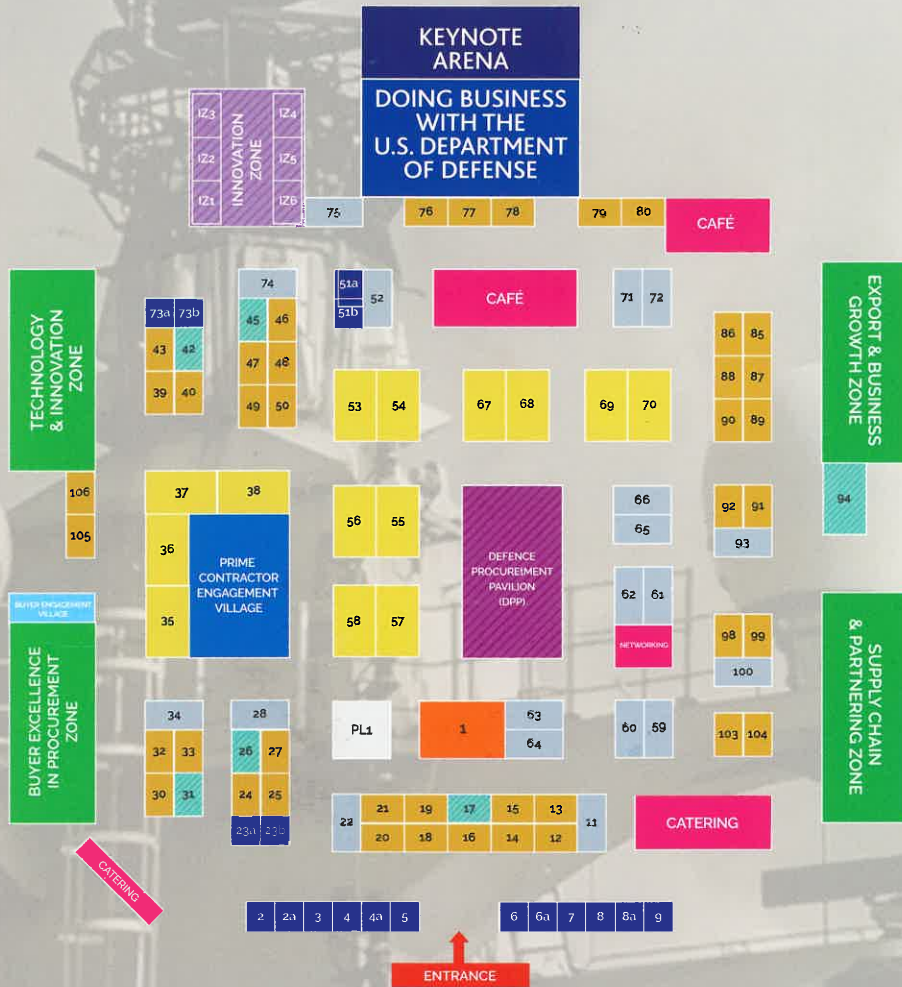 KEYNOTE
ARENA
DOING BUSINESS
WITH THE
U.S. DEPARTMENT
OF DEFENSE
IZ3
IZ4
IZ2
IZ5
IZ1
IZ6
INNOVATION
ZONE
75
76 77 78
79 80
CAFÉ
TECHNOLOGY
& INNOVATION
ZONE
73a 73b
43 42
39 40
74
45 46
47 48
49 50
51a
51b
52
CAFÉ
71 72
86 85
88 87
90 89
EXPORT & BUSINESS
GROWTH ZONE
53 54
67 68
69 70
106
105
37 38
36
35
PRIME
CONTRACTOR
ENGAGEMENT
VILLAGE
56 55
58 57
DEFENCE
PROCUREMENT
PAVILION
(DPP)
66
65
62 61
NETWORKING
92 91
93
94
98 99
100
BUYER ENGAGEMENT
VILLAGE
BUYER EXCELLENCE
IN PROCUREMENT
ZONE
SUPPLY CHAIN
& PARTNERING ZONE
34
32 33
30 31
28
26 27
24 25
23a 23b
PL1
1
63
64
60 59
103 104
22
21 19 17 15 13
20 18 16 14 12
11
CATERING
CATERING
2 2a 3 4 4a 5
6 6a 7 8 8a 9
ENTRANCE